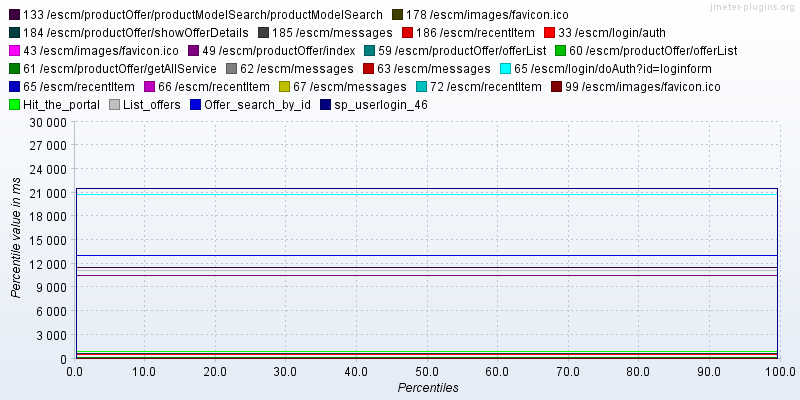 jmeter-plugins.org
133 /escm/productOffer/productModelSearch/productModelSearch 178 /escm/images/favicon.ico
184 /escm/productOffer/showOfferDetails 185 /escm/messages 186 /escm/recentItem 33 /escm/login/auth
43 /escm/images/favicon.ico 49 /escm/productOffer/index 59 /escm/productOffer/offerList 60 /escm/productOffer/offerList
61 /escm/productOffer/getAllService 62 /escm/messages 63 /escm/messages 65 /escm/login/doAuth?id=loginform
65 /escm/recentItem 66 /escm/recentItem 67 /escm/messages 72 /escm/recentItem 99 /escm/images/favicon.ico
Hit_the_portal List_offers Offer_search_by_id sp_userlogin_46
30 000
27 000
24 000
21 000
18 000
15 000
12 000
9 000
6 000
3 000
0
Percentile value in ms
0.0 10.0 20.0 30.0 40.0 50.0 60.0 70.0 80.0 90.0 100.0
Percentiles